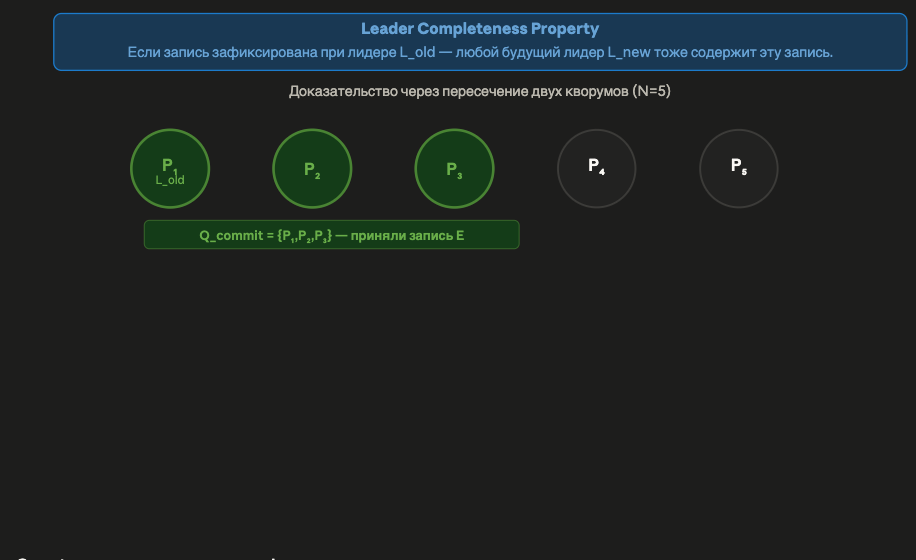 Leader Completeness Property
Если запись зафиксирована при лидере L_old — любой будущий лидер L_new тоже содержит эту запись.
Доказательство через пересечение двух кворумов (N=5)
P₁ P₂ P₃ P₄ P₅
L_old
Q_commit = {P₁,P₂,P₃} — приняли запись E